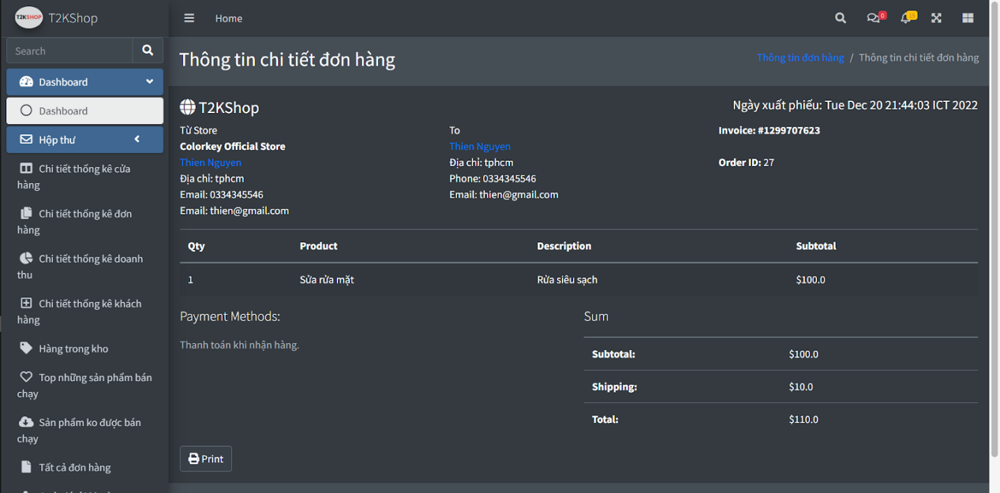 T2KSHOP T2KShop
Home
0
15
Search
Thông tin chi tiết đơn hàng
Thông tin đơn hàng / Thông tin chi tiết đơn hàng
Dashboard
Dashboard
Hộp thư
Chi tiết thống kê cửa
hàng
Chi tiết thống kê đơn
hàng
Chi tiết thống kê doanh
thu
Chi tiết thống kê khách
hàng
Hàng trong kho
Top những sản phẩm bán
chạy
Sản phẩm ko được bán
chạy
Tất cả đơn hàng
T2KShop
Ngày xuất phiếu: Tue Dec 20 21:44:03 ICT 2022
Từ Store
Colorkey Official Store
Thien Nguyen
Địa chỉ: tphcm
Email: 0334345546
Email: thien@gmail.com
To
Thien Nguyen
Địa chỉ: tphcm
Phone: 0334345546
Email: thien@gmail.com
Invoice: #1299707623
Order ID: 27
Qty Product Description Subtotal
1 Sửa rửa mặt Rửa siêu sạch $100.0
Payment Methods:
Thanh toán khi nhận hàng.
Sum
Subtotal: $100.0
Shipping: $10.0
Total: $110.0
Print